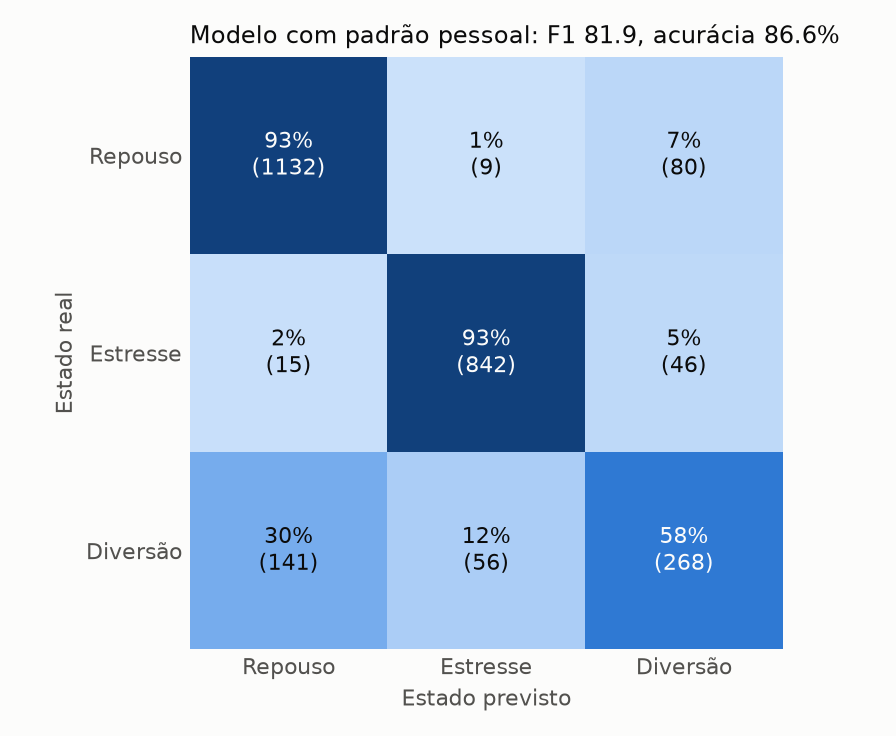 Modelo com padrão pessoal: F1 81.9, acurácia 86.6%
Estado real
Repouso
93%
(1132)
1%
(9)
7%
(80)
Estresse
2%
(15)
93%
(842)
5%
(46)
Diversão
30%
(141)
12%
(56)
58%
(268)
Repouso
Estresse
Diversão
Estado previsto